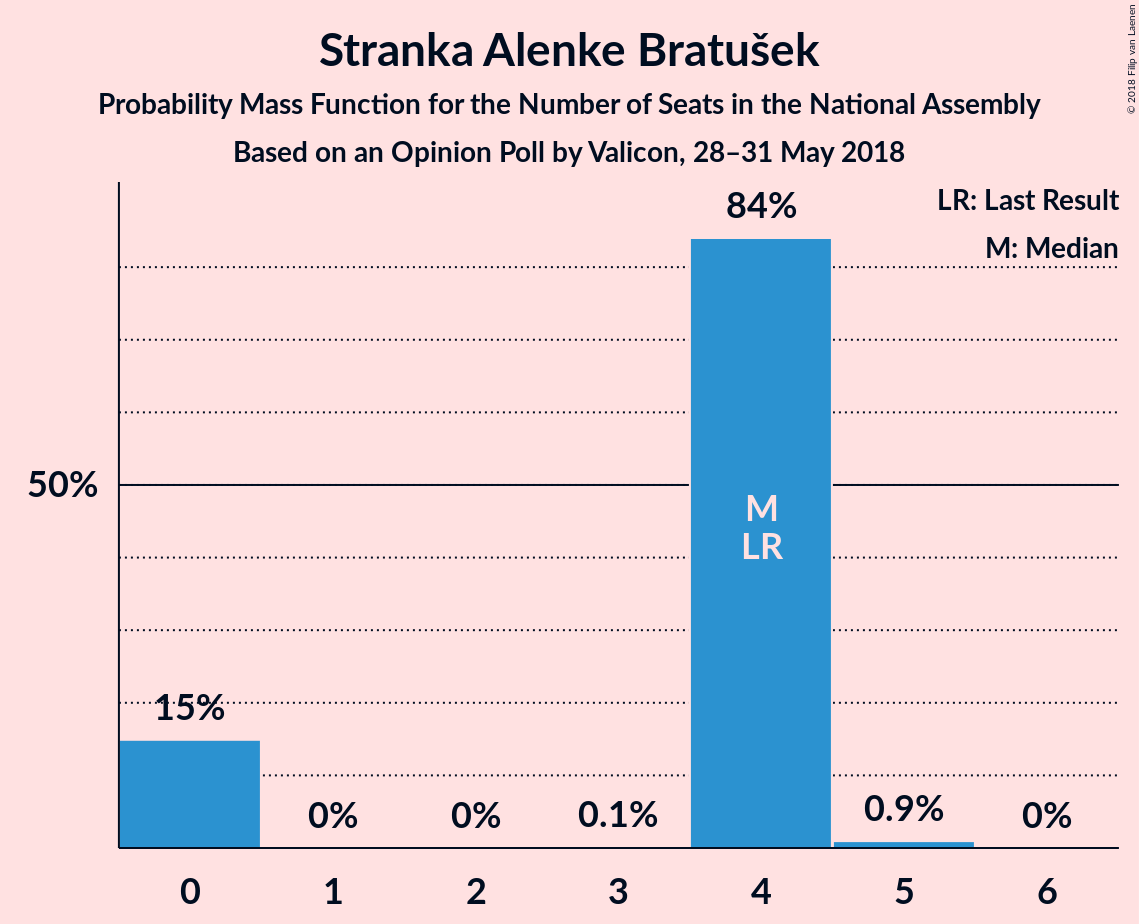 Stranka Alenke Bratušek
Probability Mass Function for the Number of Seats in the National Assembly
Based on an Opinion Poll by Valicon, 28–31 May 2018
© 2018 Filip van Laenen
LR: Last Result
M: Median
84%
50%
M
LR
15%
0%
0%
0.1%
0.9%
0%
0
1
2
3
4
5
6